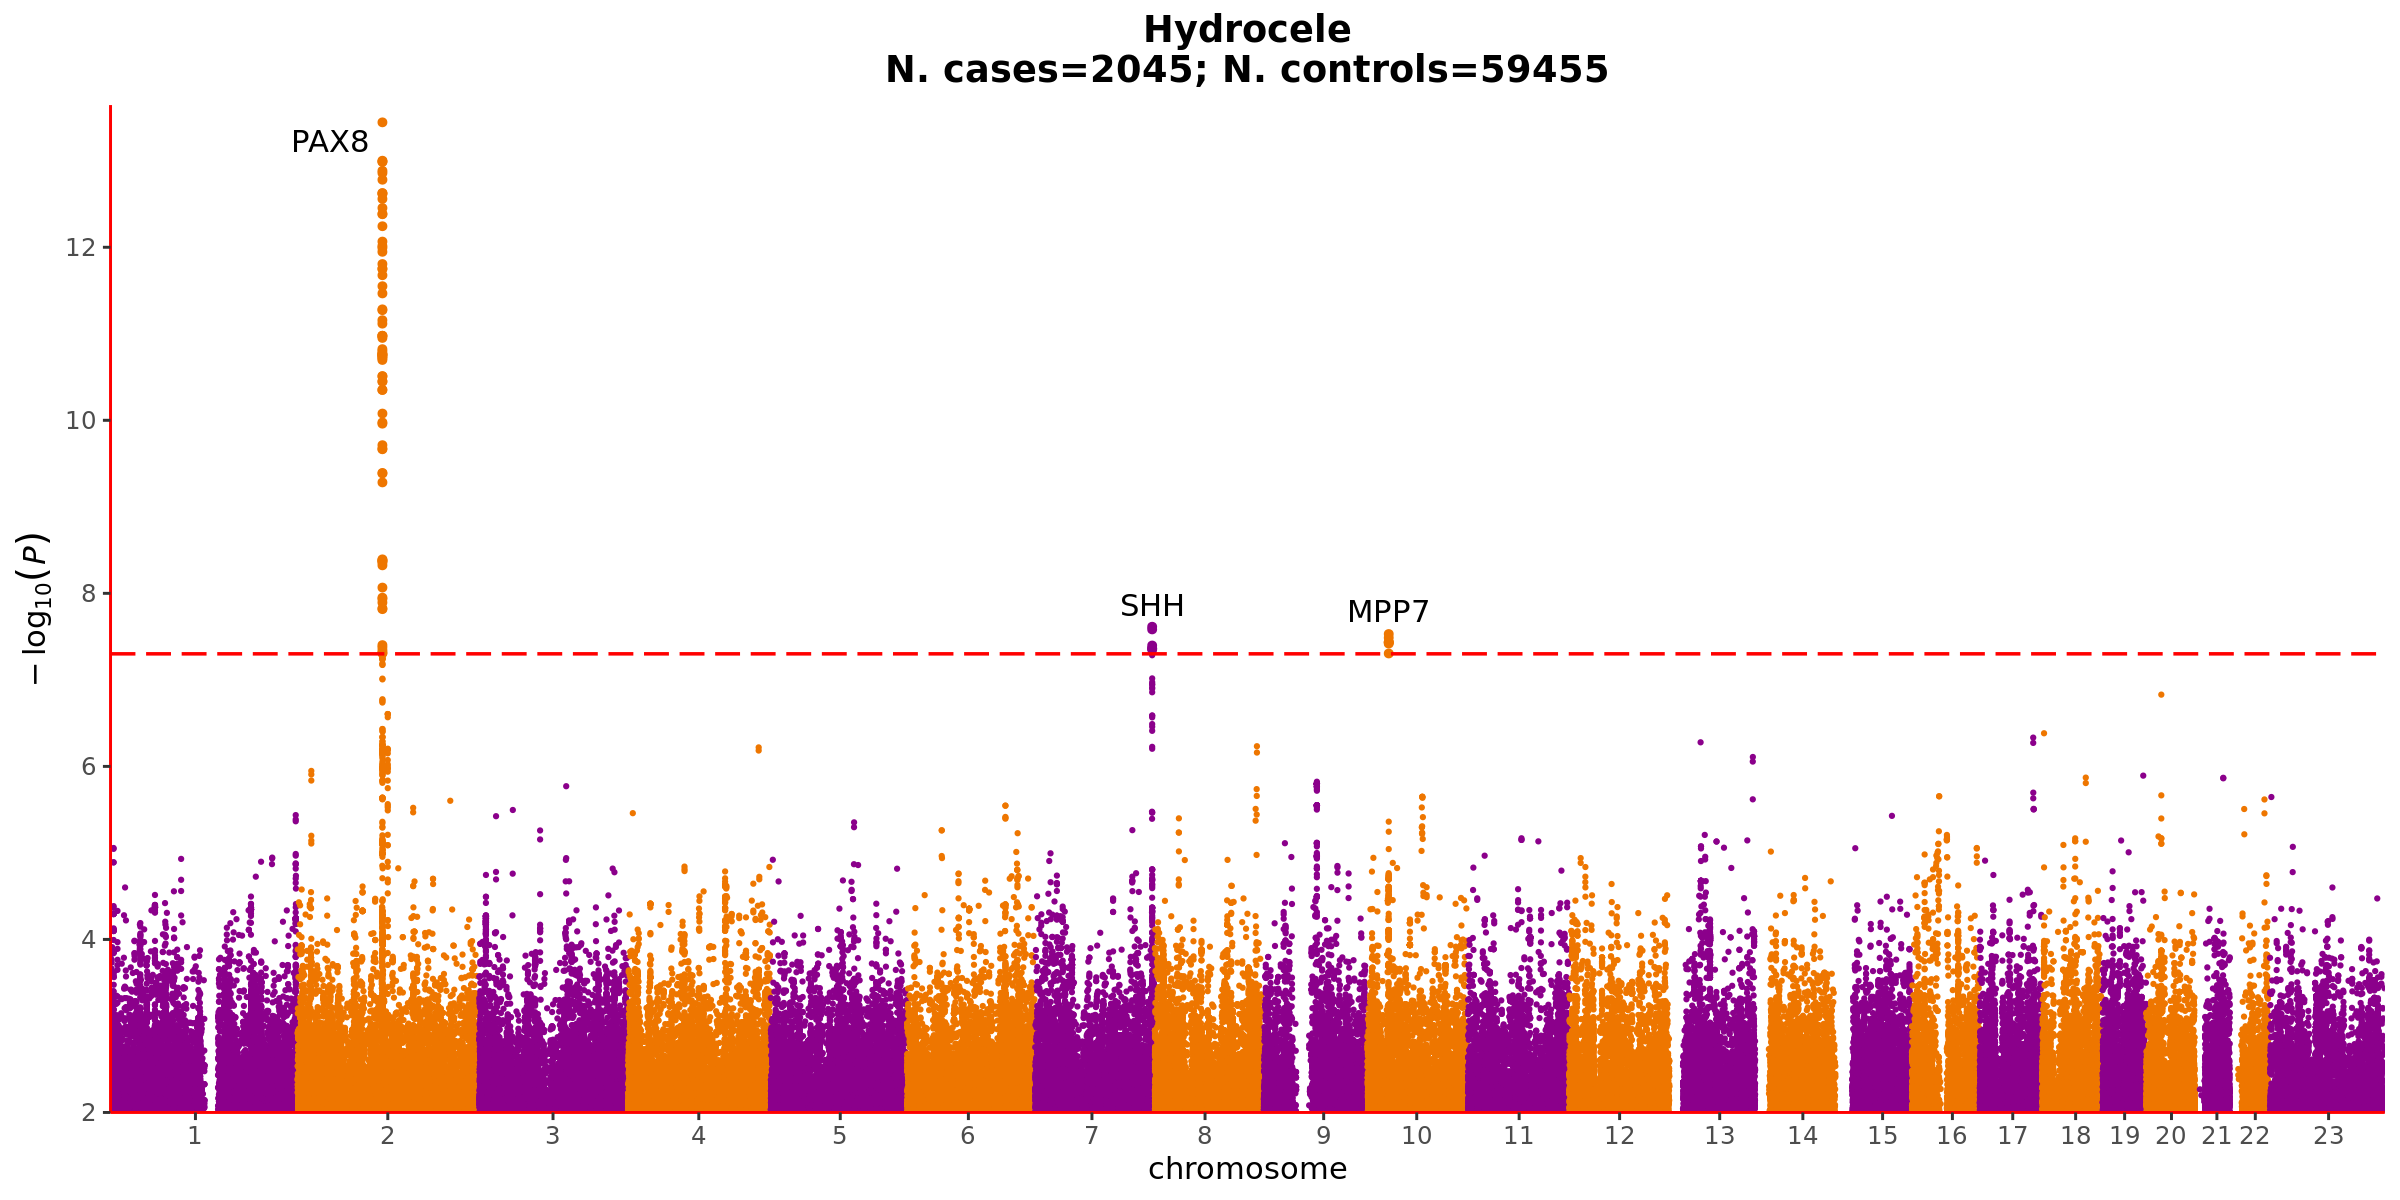 Hydrocele
N. cases=2045; N. controls=59455
PAX8
12
10
− log10(P)
8
SHH
MPP7
6
4
2
1 2 3 4 5 6 7 8 9 10 11 12 13 14 15 16 17 18 19 20 21 22 23
chromosome